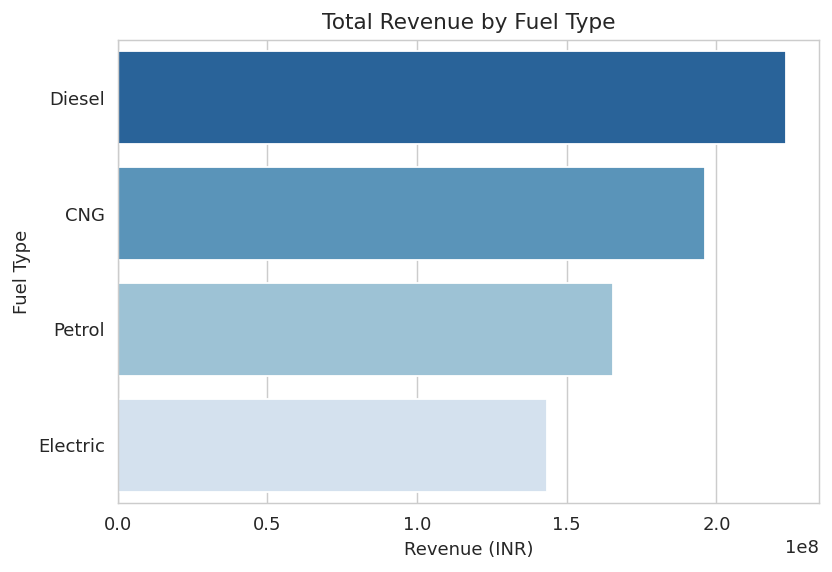 Total Revenue by Fuel Type
Fuel Type
Diesel
CNG
Petrol
Electric
0.0 0.5 1.0 1.5 2.0
1e8
Revenue (INR)